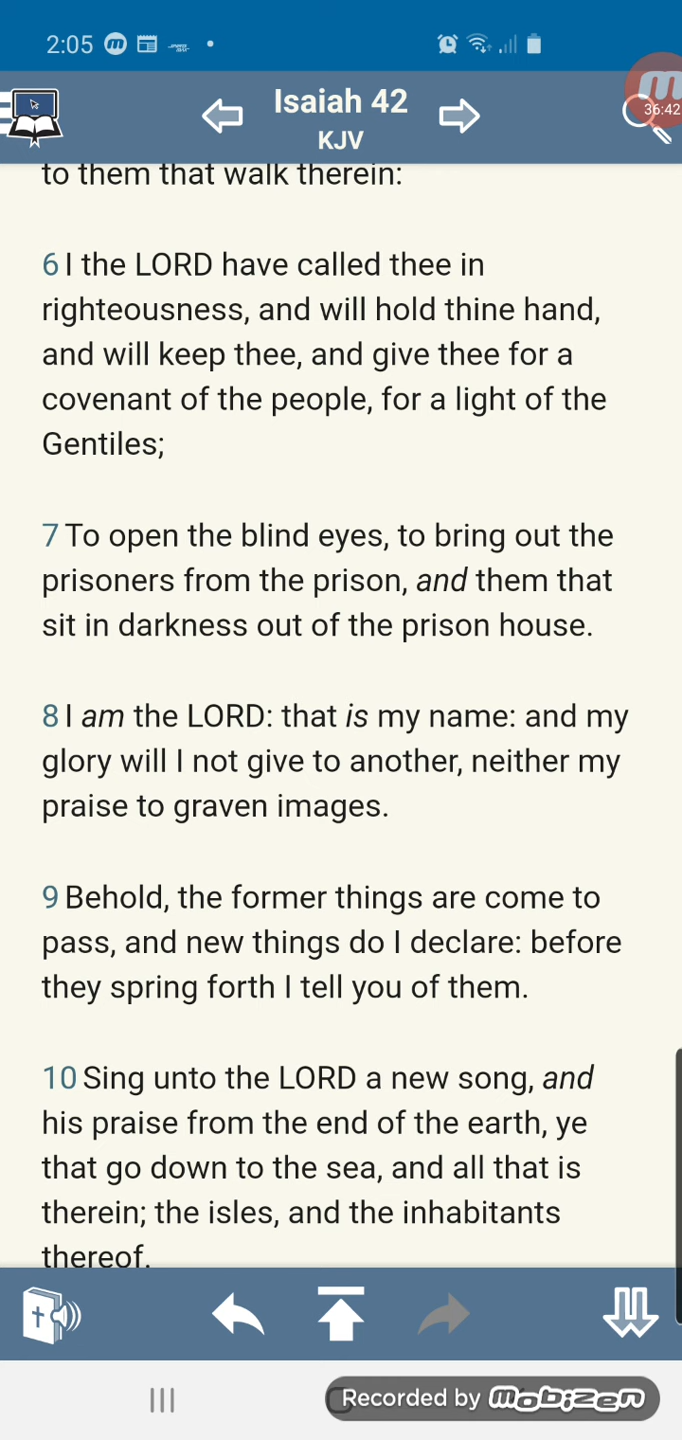 2:05
Isaiah 42
KJV
36:42
to them that walk therein:
6 I the LORD have called thee in
righteousness, and will hold thine hand,
and will keep thee, and give thee for a
covenant of the people, for a light of the
Gentiles;
7 To open the blind eyes, to bring out the
prisoners from the prison, and them that
sit in darkness out of the prison house.
8 I am the LORD: that is my name: and my
glory will I not give to another, neither my
praise to graven images.
9 Behold, the former things are come to
pass, and new things do I declare: before
they spring forth I tell you of them.
10 Sing unto the LORD a new song, and
his praise from the end of the earth, ye
that go down to the sea, and all that is
therein; the isles, and the inhabitants
thereof.
Recorded by mobizen